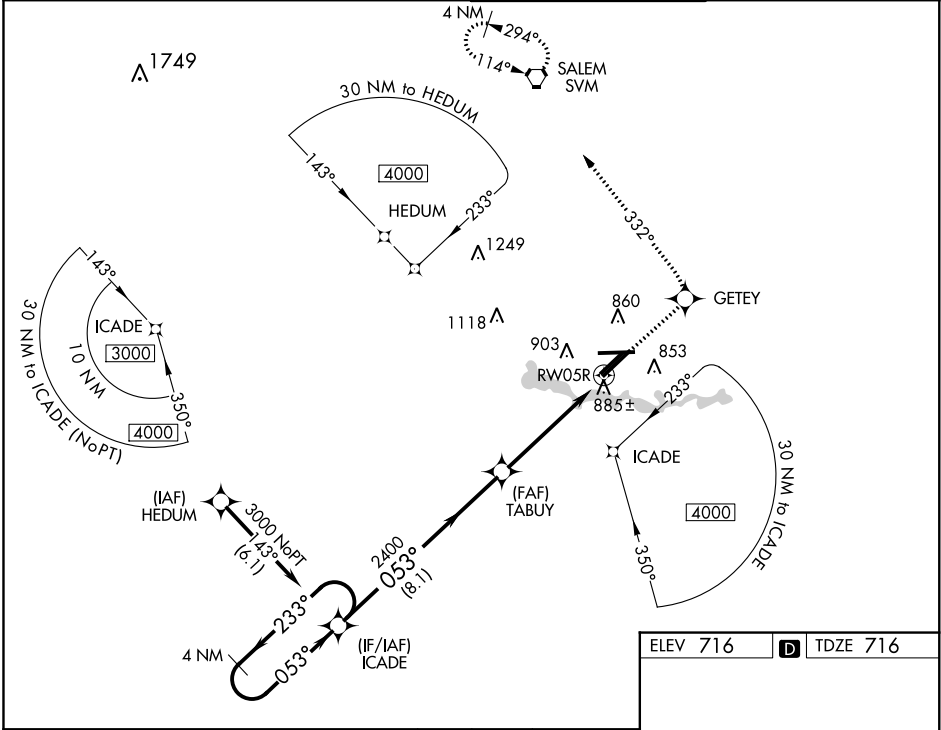 4 NM
294°
114°
SALEM
SVM
1749
30 NM to HEDUM
143°
4000
233°
HEDUM
1249
332°
143°
ICADE
3000
10 NM
350°
30 NM to ICADE (NoPT)
4000
1118
860
GETEY
903
853
RW05R
885±
233°
ICADE
30 NM to ICADE
4000
350°
(FAF)
TABUY
(IAF)
HEDUM
3000 NoPT
143°
(6.1)
2400
053°
(8.1)
233°
4 NM
053°
(IF/IAF)
ICADE
ELEV 716 D TDZE 716